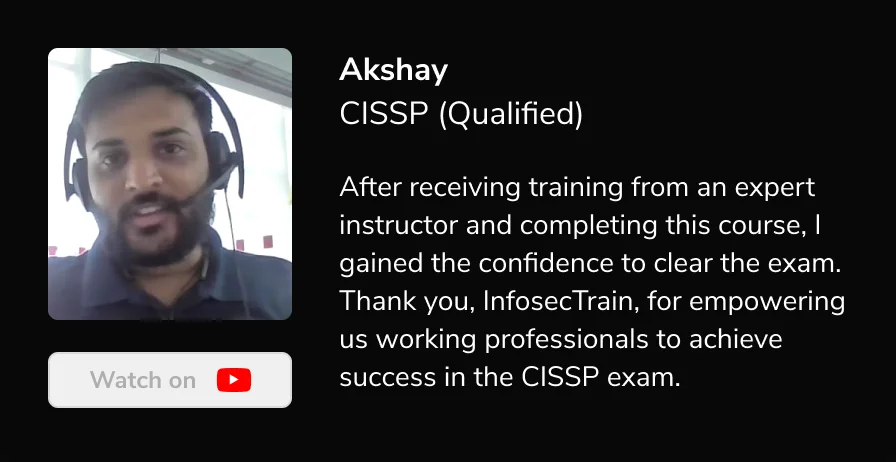 Akshay
CISSP (Qualified)
After receiving training from an expert
instructor and completing this course, I
gained the confidence to clear the exam.
Thank you, InfosecTrain, for empowering
us working professionals to achieve
success in the CISSP exam.
Watch on